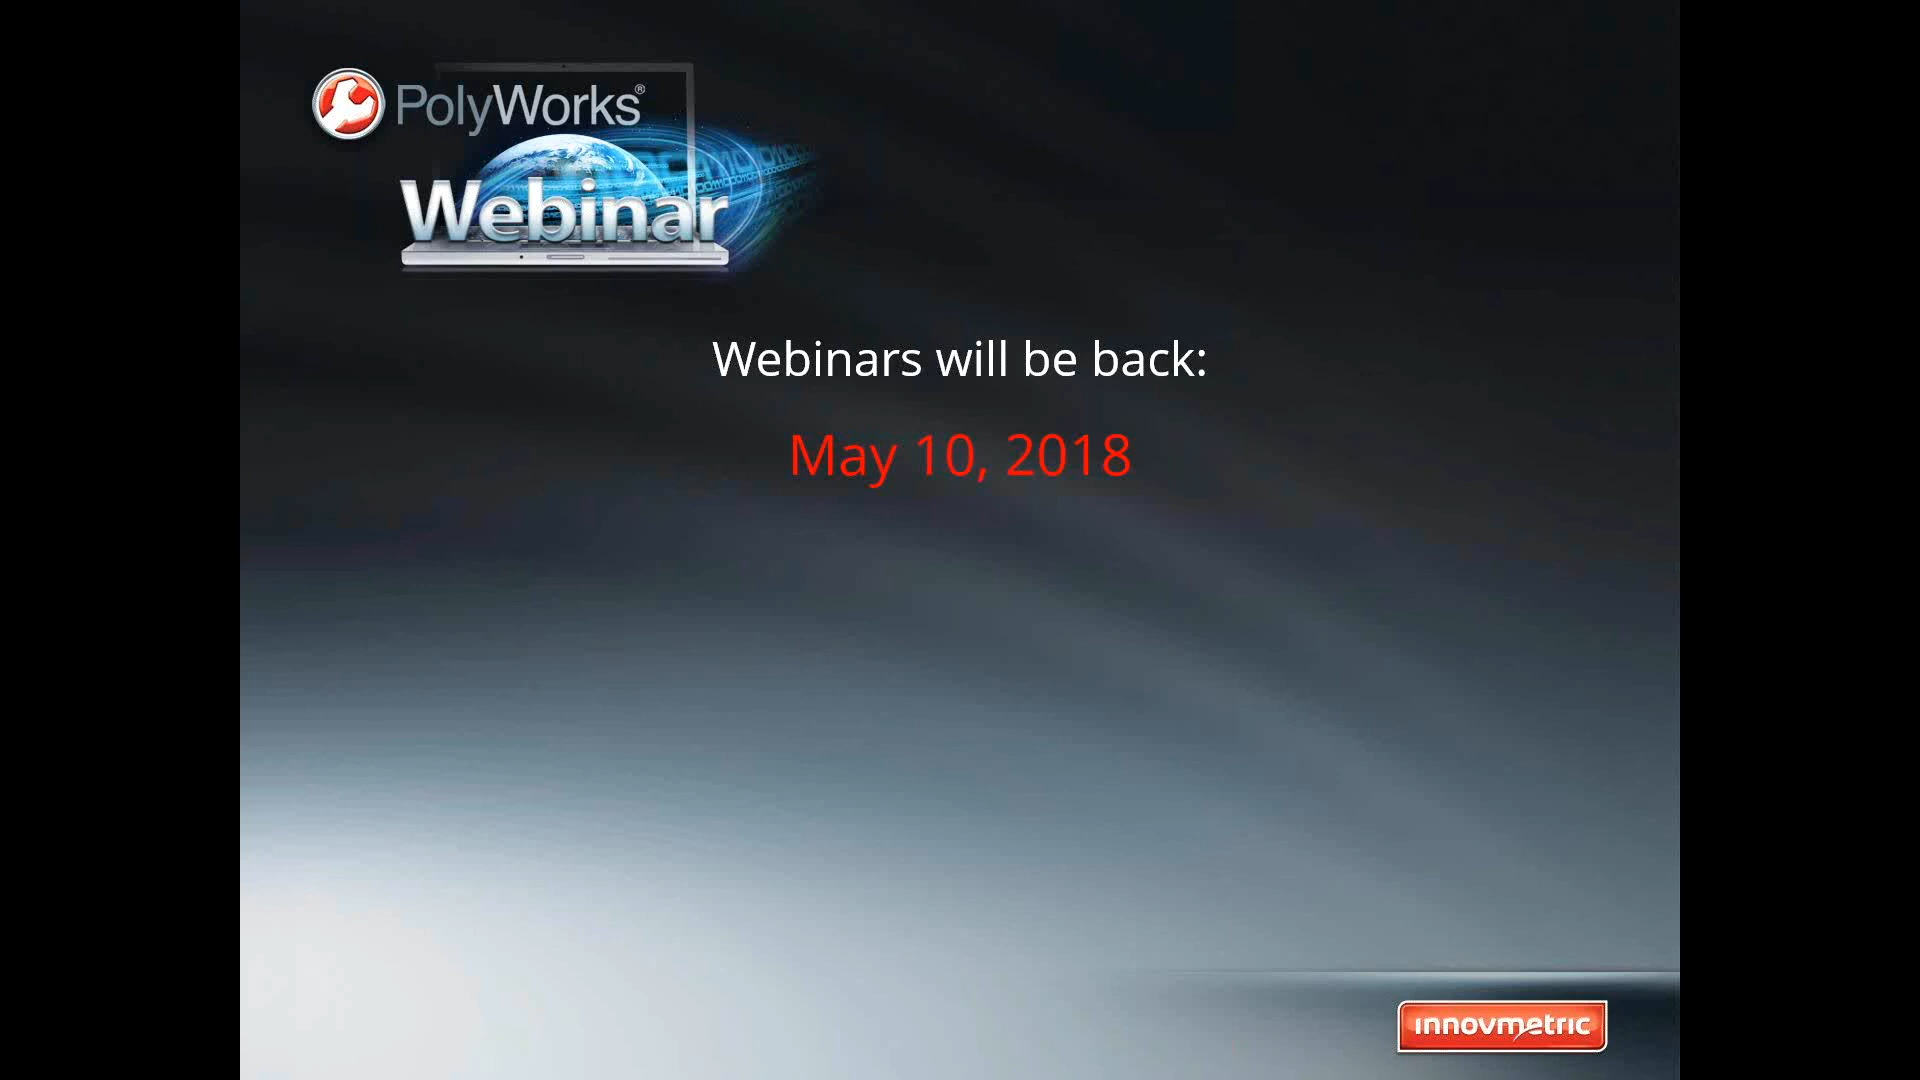 PolyWorks®
Webinar
Webinars will be back:
May 10, 2018
innovmetric